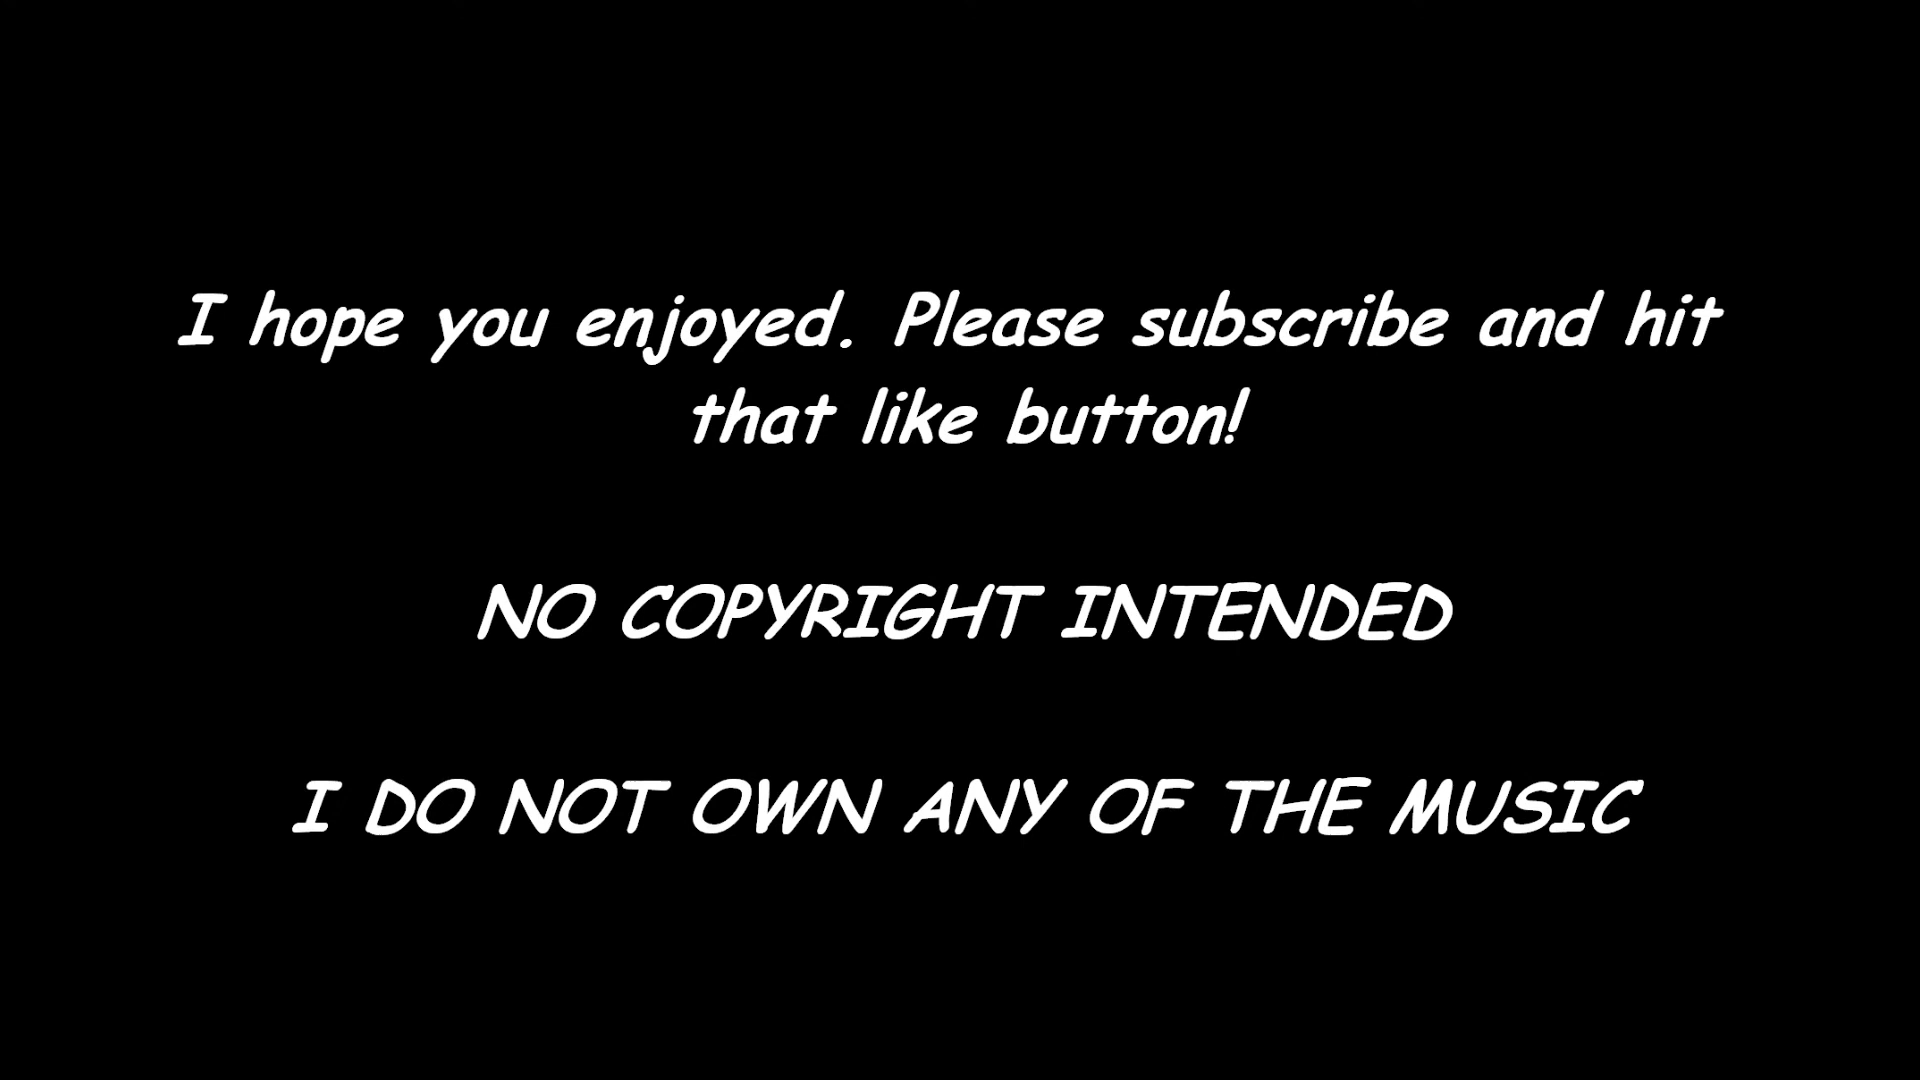 I hope you enjoyed. Please subscribe and hit
that like button!
NO COPYRIGHT INTENDED
I DO NOT OWN ANY OF THE MUSIC